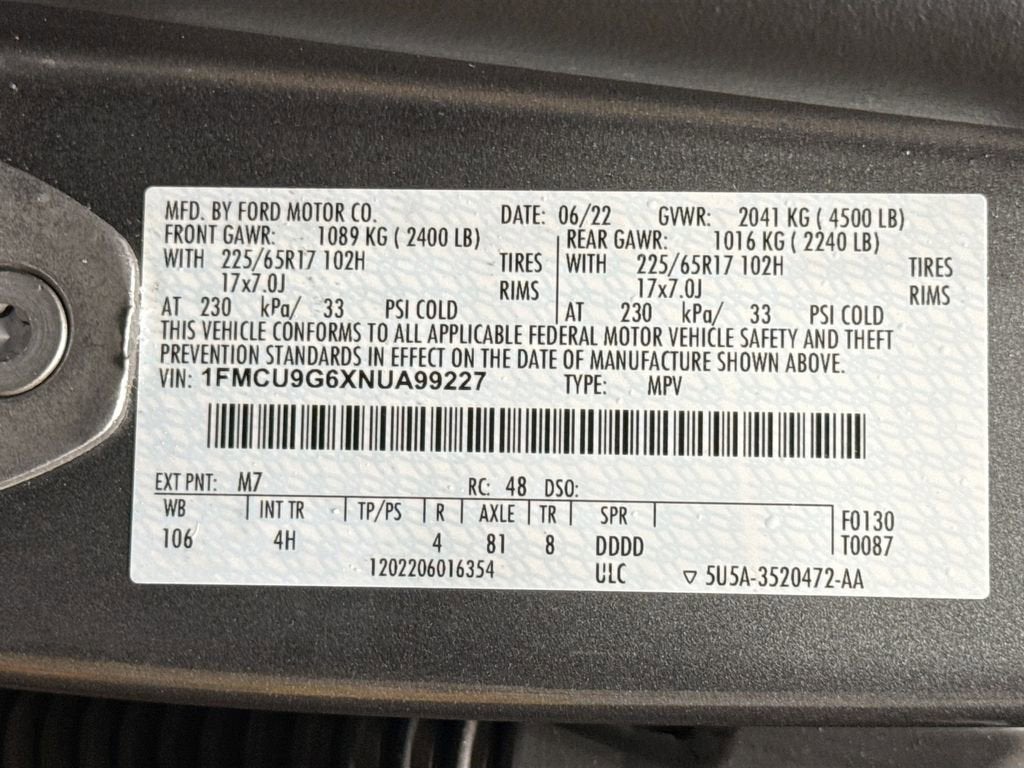 MFD. BY FORD MOTOR CO. DATE: 06/22 GVWR: 2041 KG ( 4500 LB)
FRONT GAWR: 1089 KG ( 2400 LB) REAR GAWR: 1016 KG ( 2240 LB)
WITH 225/65R17 102H TIRES WITH 225/65R17 102H TIRES
17x7.0J RIMS 17x7.0J RIMS
AT 230 kPa/ 33 PSI COLD AT 230 kPa/ 33 PSI COLD
THIS VEHICLE CONFORMS TO ALL APPLICABLE FEDERAL MOTOR VEHICLE SAFETY AND THEFT
PREVENTION STANDARDS IN EFFECT ON THE DATE OF MANUFACTURE SHOWN ABOVE.
VIN: 1FMCU9G6XNUA99227 TYPE: MPV
EXT PNT: M7 RC: 48 DSO:
WB INT TR TP/PS R AXLE TR SPR F0130
106 4H 4 81 8 DDDD T0087
1202206016354 ULC ▽ 5U5A-3520472-AA